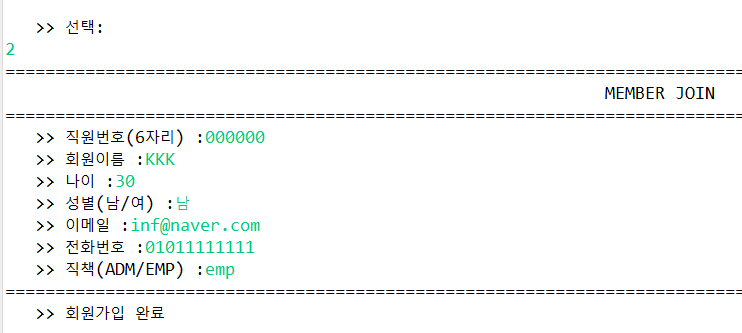 >> 선택:
2
==========================================================================
MEMBER JOIN
==========================================================================
>> 직원번호(6자리) :000000
>> 회원이름 :KKK
>> 나이 :30
>> 성별(남/여) :남
>> 이메일 :inf@naver.com
>> 전화번호 :01011111111
>> 직책(ADM/EMP) :emp
==========================================================================
>> 회원가입 완료